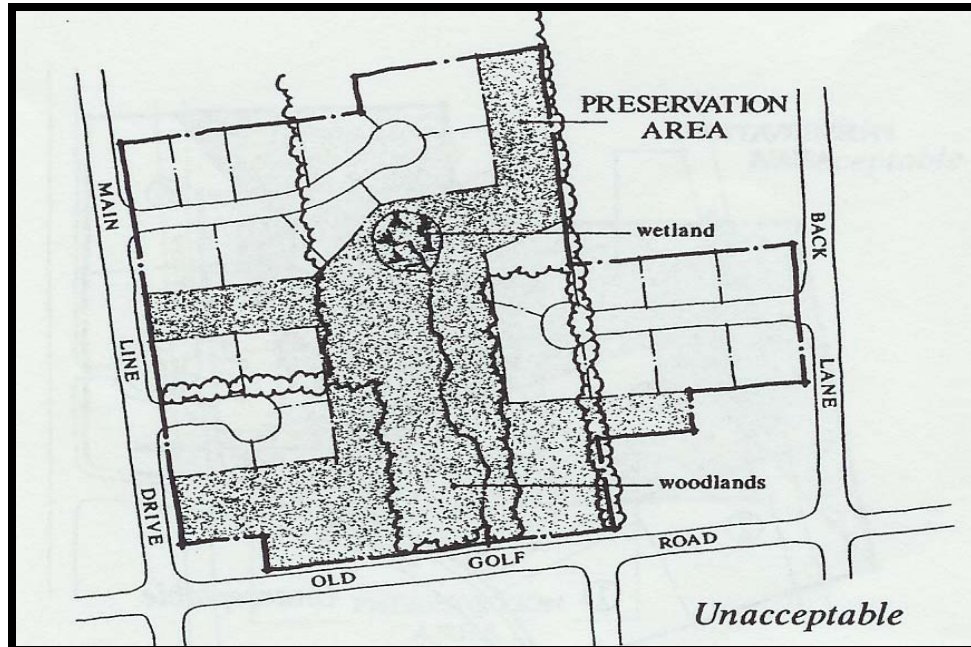 PRESERVATION
AREA
wetland
woodlands
MAIN
LINE
DRIVE
BACK
LANE
OLD GOLF ROAD
Unacceptable